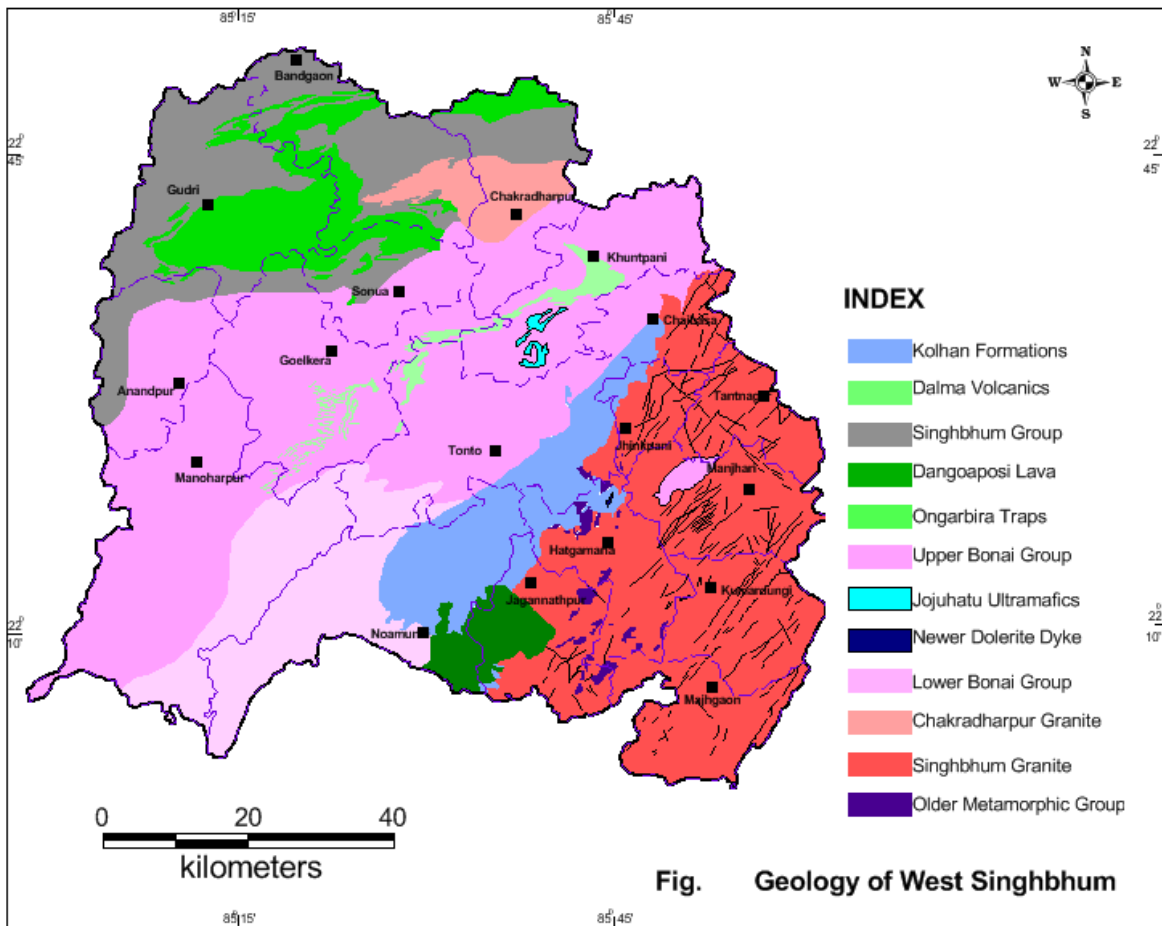 85° 15'
85° 45'
N
W E
S
22° 45'
22° 45'
Bandgaon
Gudri
Chakradharpur
Khuntpani
Sonua
Chaibasa
Goelkera
Anandpur
Tantnagar
Jhinkpani
Tonto
Manoharpur
Manjhari
Hatgamaria
Jagannathpur
Kumardungi
Noamundi
Majhgaon
22° 10'
22° 10'
INDEX
Kolhan Formations
Dalma Volcanics
Singhbhum Group
Dangoaposi Lava
Ongarbira Traps
Upper Bonai Group
Jojuhatu Ultramafics
Newer Dolerite Dyke
Lower Bonai Group
Chakradharpur Granite
Singhbhum Granite
Older Metamorphic Group
0 20 40
kilometers
Fig. Geology of West Singhbhum
85° 15'
85° 45'